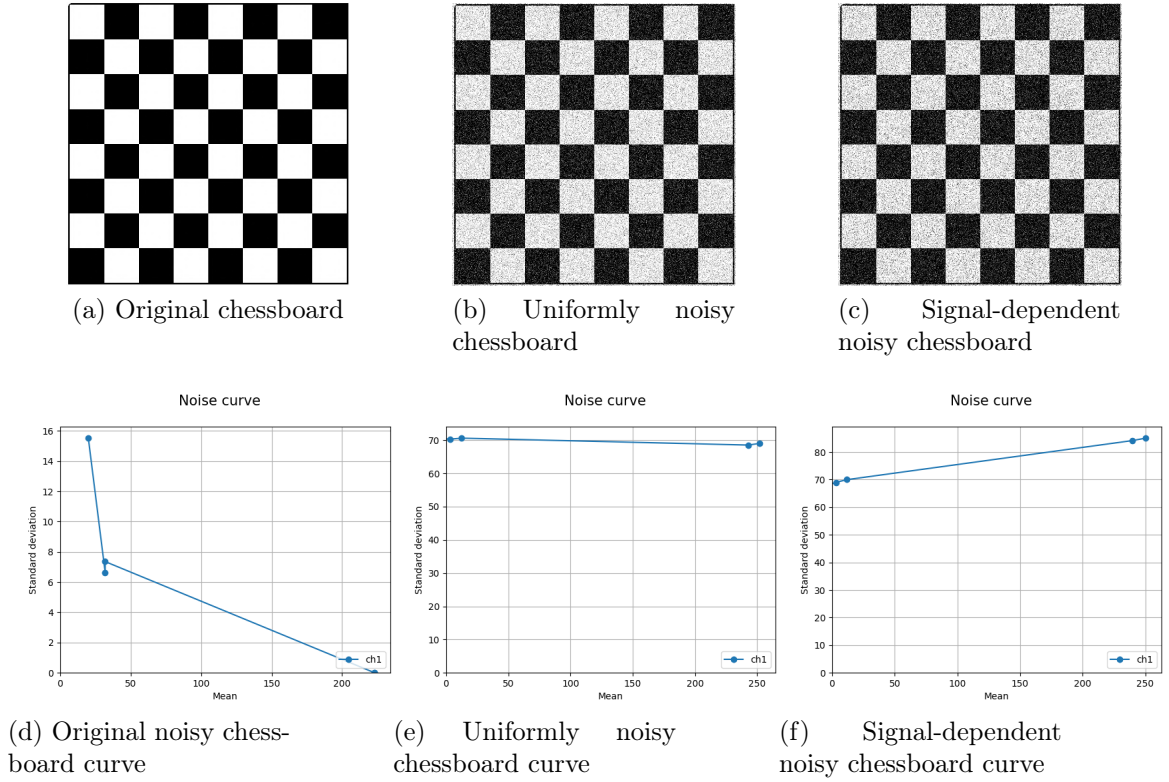 (a) Original chessboard
(b) Uniformly noisy
chessboard
(c) Signal-dependent
noisy chessboard
Noise curve
16
14
12
10
8
6
4
2
0
Standard deviation
0 50 100 150 200
Mean
ch1
Noise curve
70
60
50
40
30
20
10
0
Standard deviation
0 50 100 150 200 250
Mean
ch1
Noise curve
80
70
60
50
40
30
20
10
0
Standard deviation
0 50 100 150 200 250
Mean
ch1
(d) Original noisy chess-
board curve
(e) Uniformly noisy
chessboard curve
(f) Signal-dependent
noisy chessboard curve